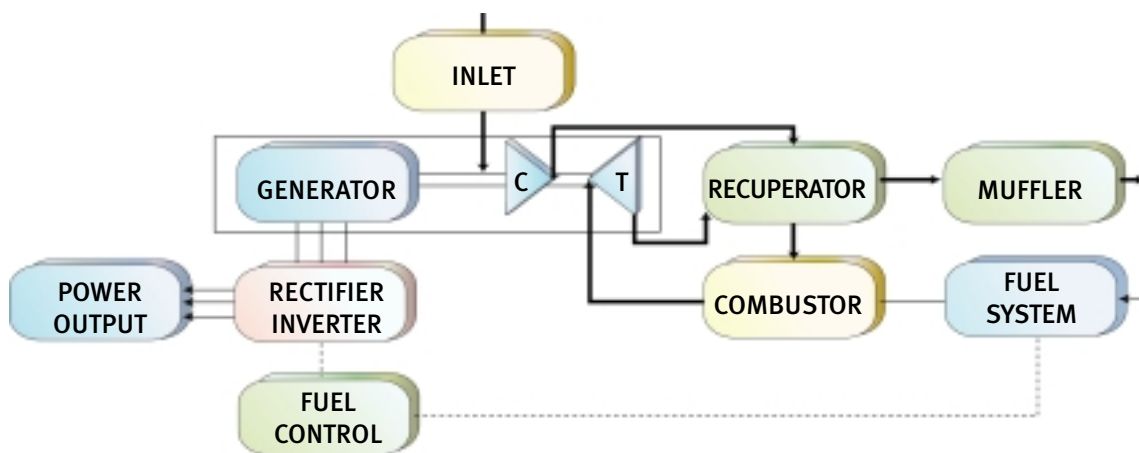 INLET
GENERATOR
C
T
RECUPERATOR
MUFFLER
POWER
OUTPUT
RECTIFIER
INVERTER
COMBUSTOR
FUEL
SYSTEM
FUEL
CONTROL